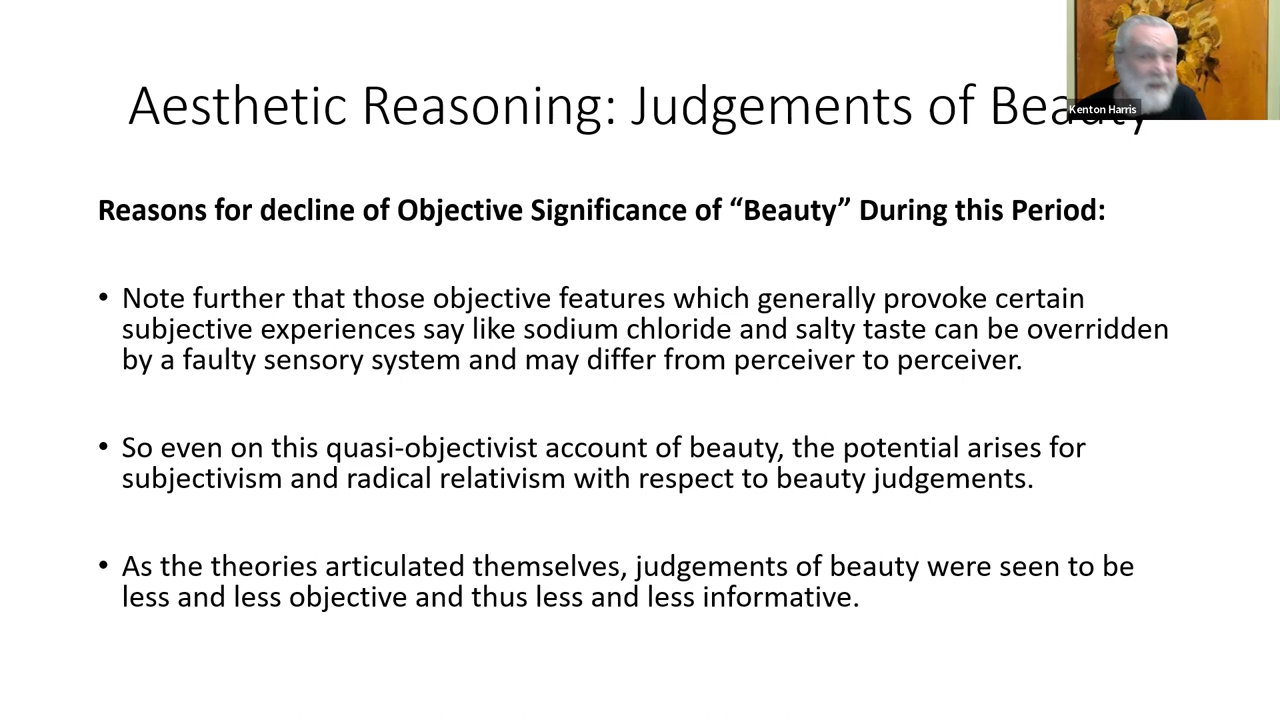 Aesthetic Reasoning: Judgements of Beauty
Kenton Harris
Reasons for decline of Objective Significance of “Beauty” During this Period:
• Note further that those objective features which generally provoke certain
subjective experiences say like sodium chloride and salty taste can be overridden
by a faulty sensory system and may differ from perceiver to perceiver.
• So even on this quasi-objectivist account of beauty, the potential arises for
subjectivism and radical relativism with respect to beauty judgements.
• As the theories articulated themselves, judgements of beauty were seen to be
less and less objective and thus less and less informative.